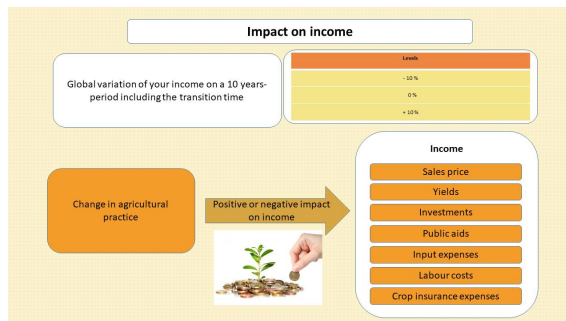 Impact on income
Global variation of your income on a 10 years-
period including the transition time
Levels
- 10 %
0 %
+ 10 %
Income
Sales price
Yields
Investments
Public aids
Input expenses
Labour costs
Crop insurance expenses
Change in agricultural
practice
Positive or negative impact
on income